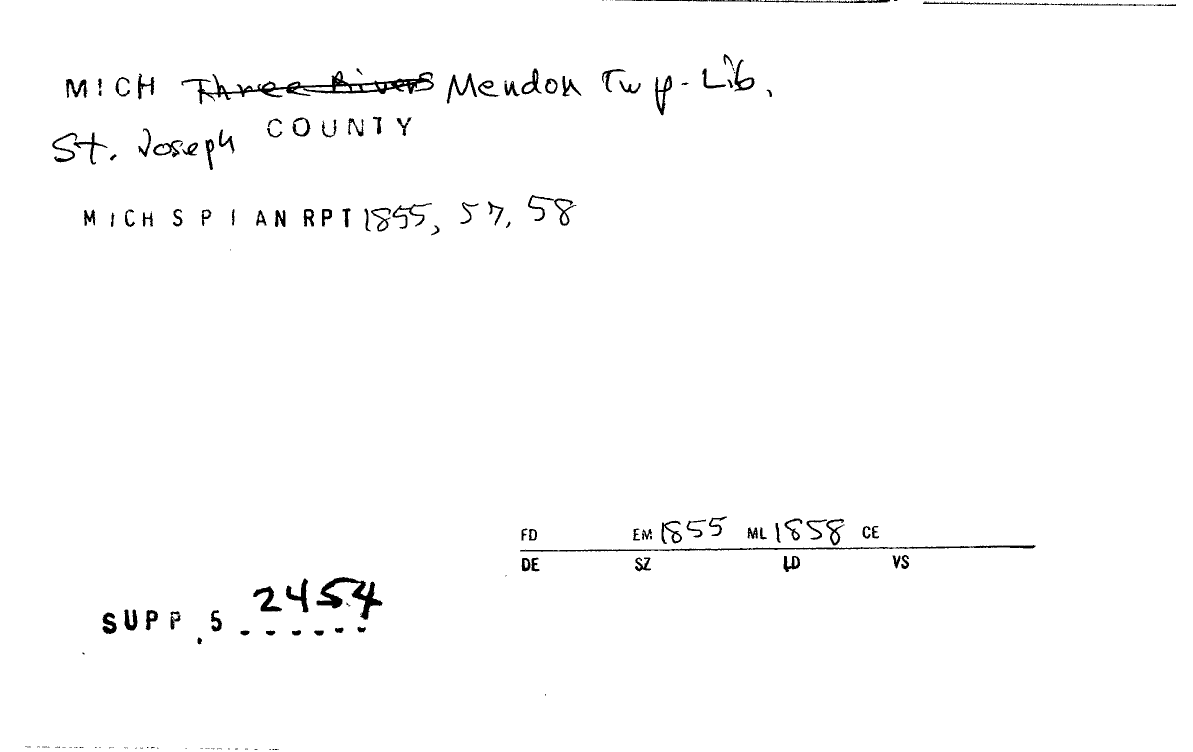 MICH Three Rivers Mendon Twp-Lib.
St. Joseph COUNTY
MICH SPI AN RPT 1855, 57, 58
FD EM 1855 ML 1858 CE
DE SZ LD VS
SUPP.5 2454